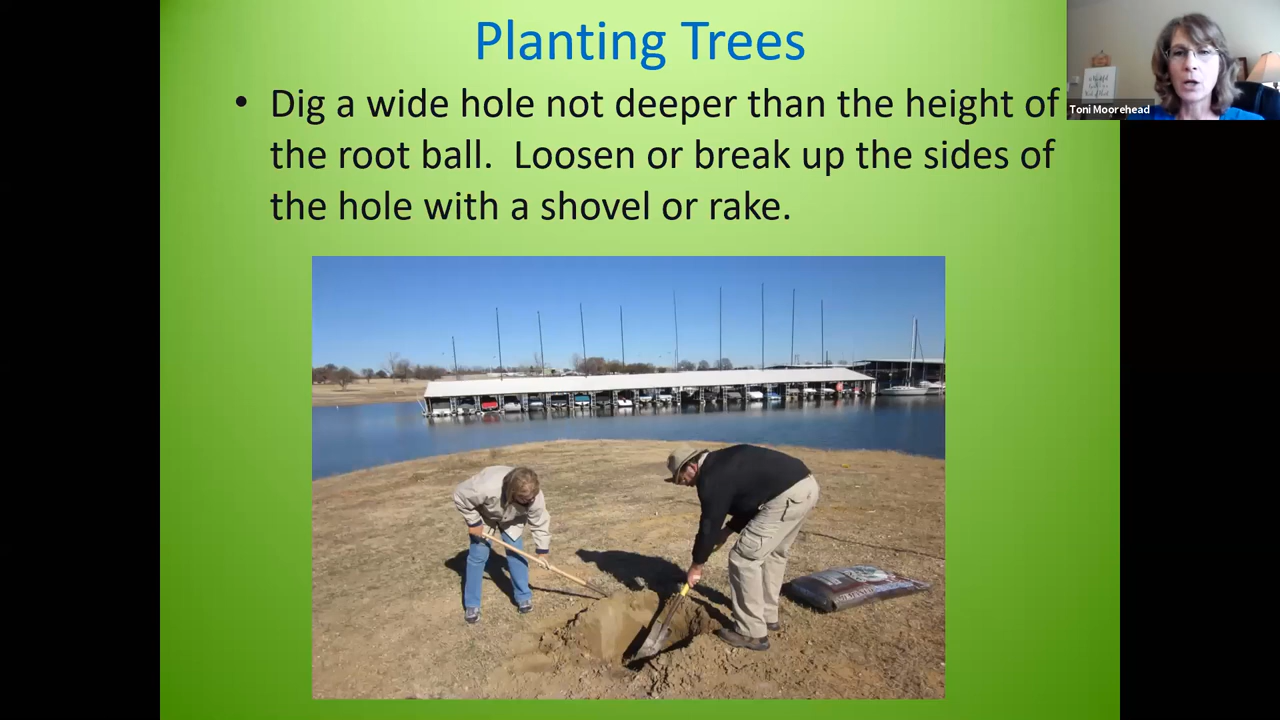 Planting Trees
• Dig a wide hole not deeper than the height of
the root ball.  Loosen or break up the sides of
the hole with a shovel or rake.
Toni Moorehead